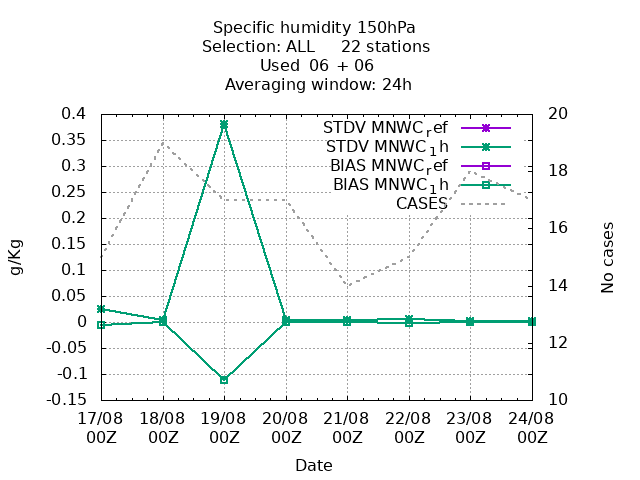 Specific humidity 150hPa
Selection: ALL 22 stations
Used 06 + 06
Averaging window: 24h
0.4
0.35
0.3
0.25
0.2
0.15
0.1
0.05
0
-0.05
-0.1
-0.15
g/Kg
20
18
16
14
12
10
No cases
STDV MNWC_ref
STDV MNWC_1h
BIAS MNWC_ref
BIAS MNWC_1h
CASES
17/08 18/08 19/08 20/08 21/08 22/08 23/08 24/08
00Z 00Z 00Z 00Z 00Z 00Z 00Z 00Z
Date